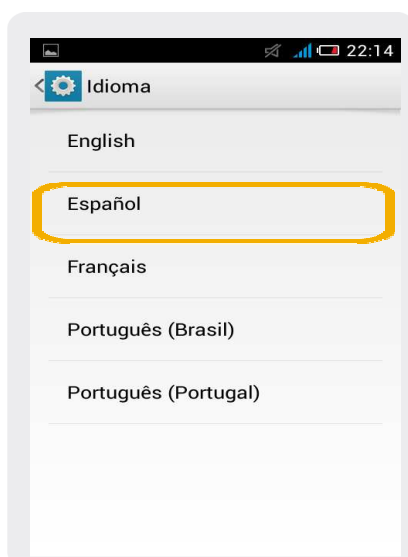 22:14
Idioma
English
Español
Français
Português (Brasil)
Português (Portugal)